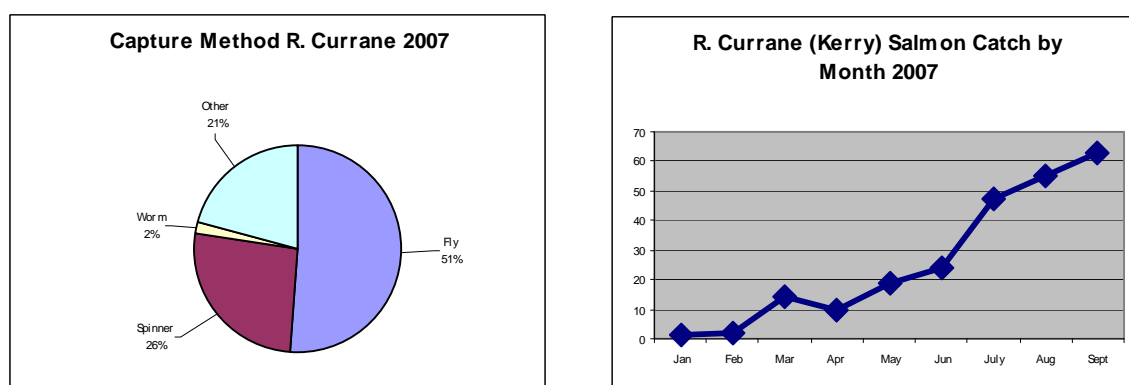 Capture Method R. Currane 2007
Other
21%
Worm
2%
Fly
51%
Spinner
26%
R. Currane (Kerry) Salmon Catch by
Month 2007
70
60
50
40
30
20
10
0
Jan Feb Mar Apr May Jun July Aug Sept